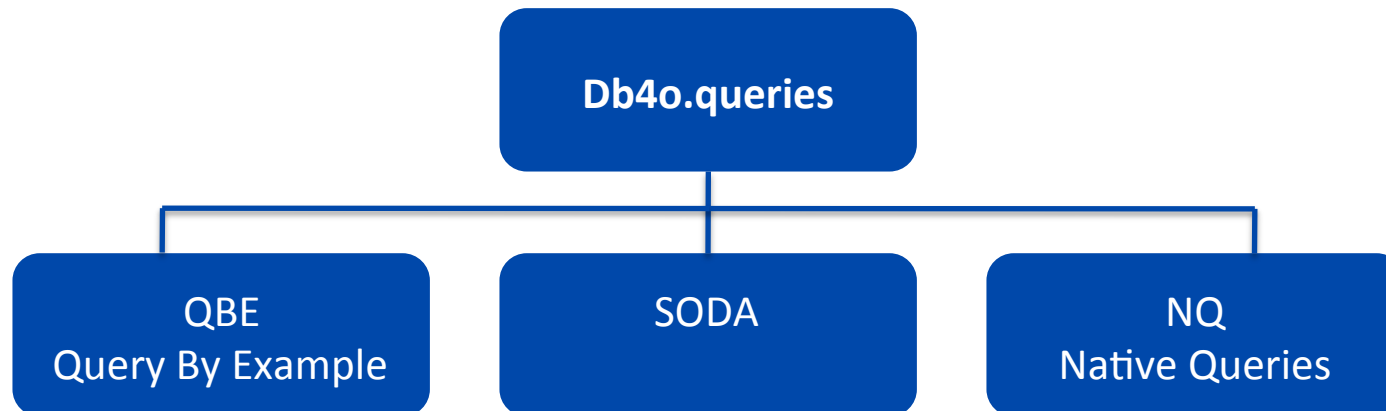 Db4o.queries
QBE
Query By Example
SODA
NQ
Native Queries